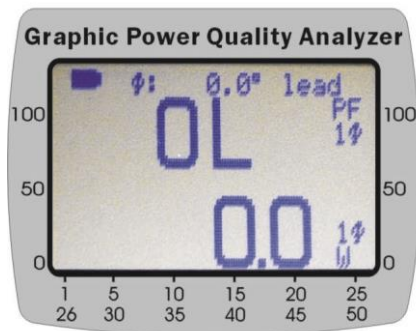 Graphic Power Quality Analyzer
φ: 0.0° lead
100 OL PF 100
1φ
50 50
0 0.0 1φ 0
W
1 5 10 15 20 25
26 30 35 40 45 50